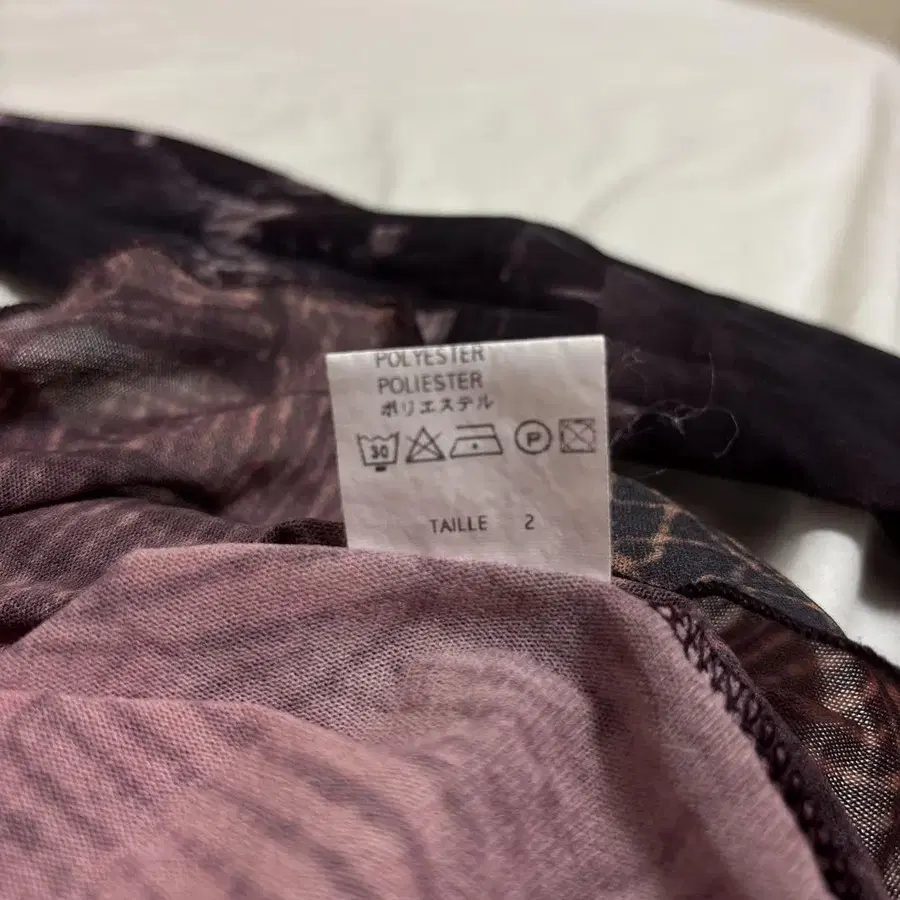 POLYESTER
POLIESTER
ポリエステル
30 P
TAILLE 2